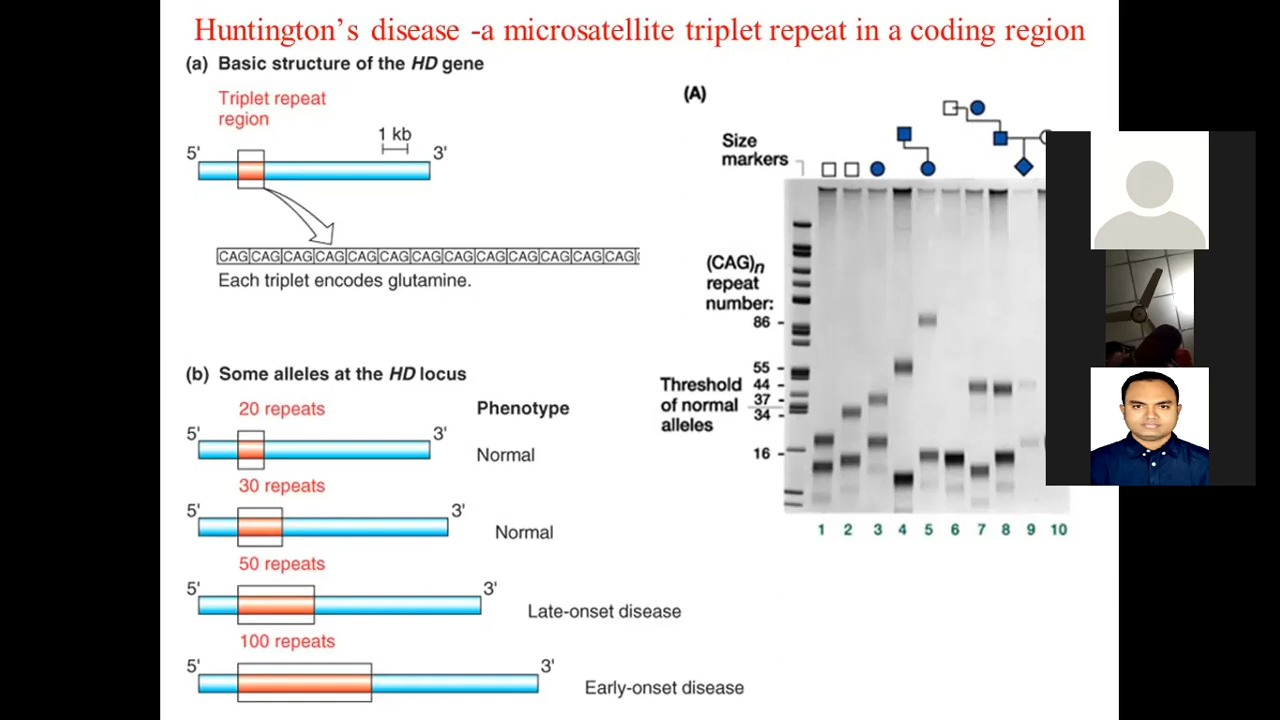 Huntington's disease -a microsatellite triplet repeat in a coding region
(a) Basic structure of the HD gene
Triplet repeat
region
1 kb
5' 3'
CAG CAG CAG CAG CAG CAG CAG CAG CAG CAG CAG CAG CAG
Each triplet encodes glutamine.
(b) Some alleles at the HD locus
20 repeats
Phenotype
5' 3'
Normal
30 repeats
5' 3'
Normal
50 repeats
5' 3'
Late-onset disease
100 repeats
5' 3'
Early-onset disease
(A)
Size
markers
(CAG)n
repeat
number:
86
55
44
37
34
16
Threshold
of normal
alleles
1 2 3 4 5 6 7 8 9 10